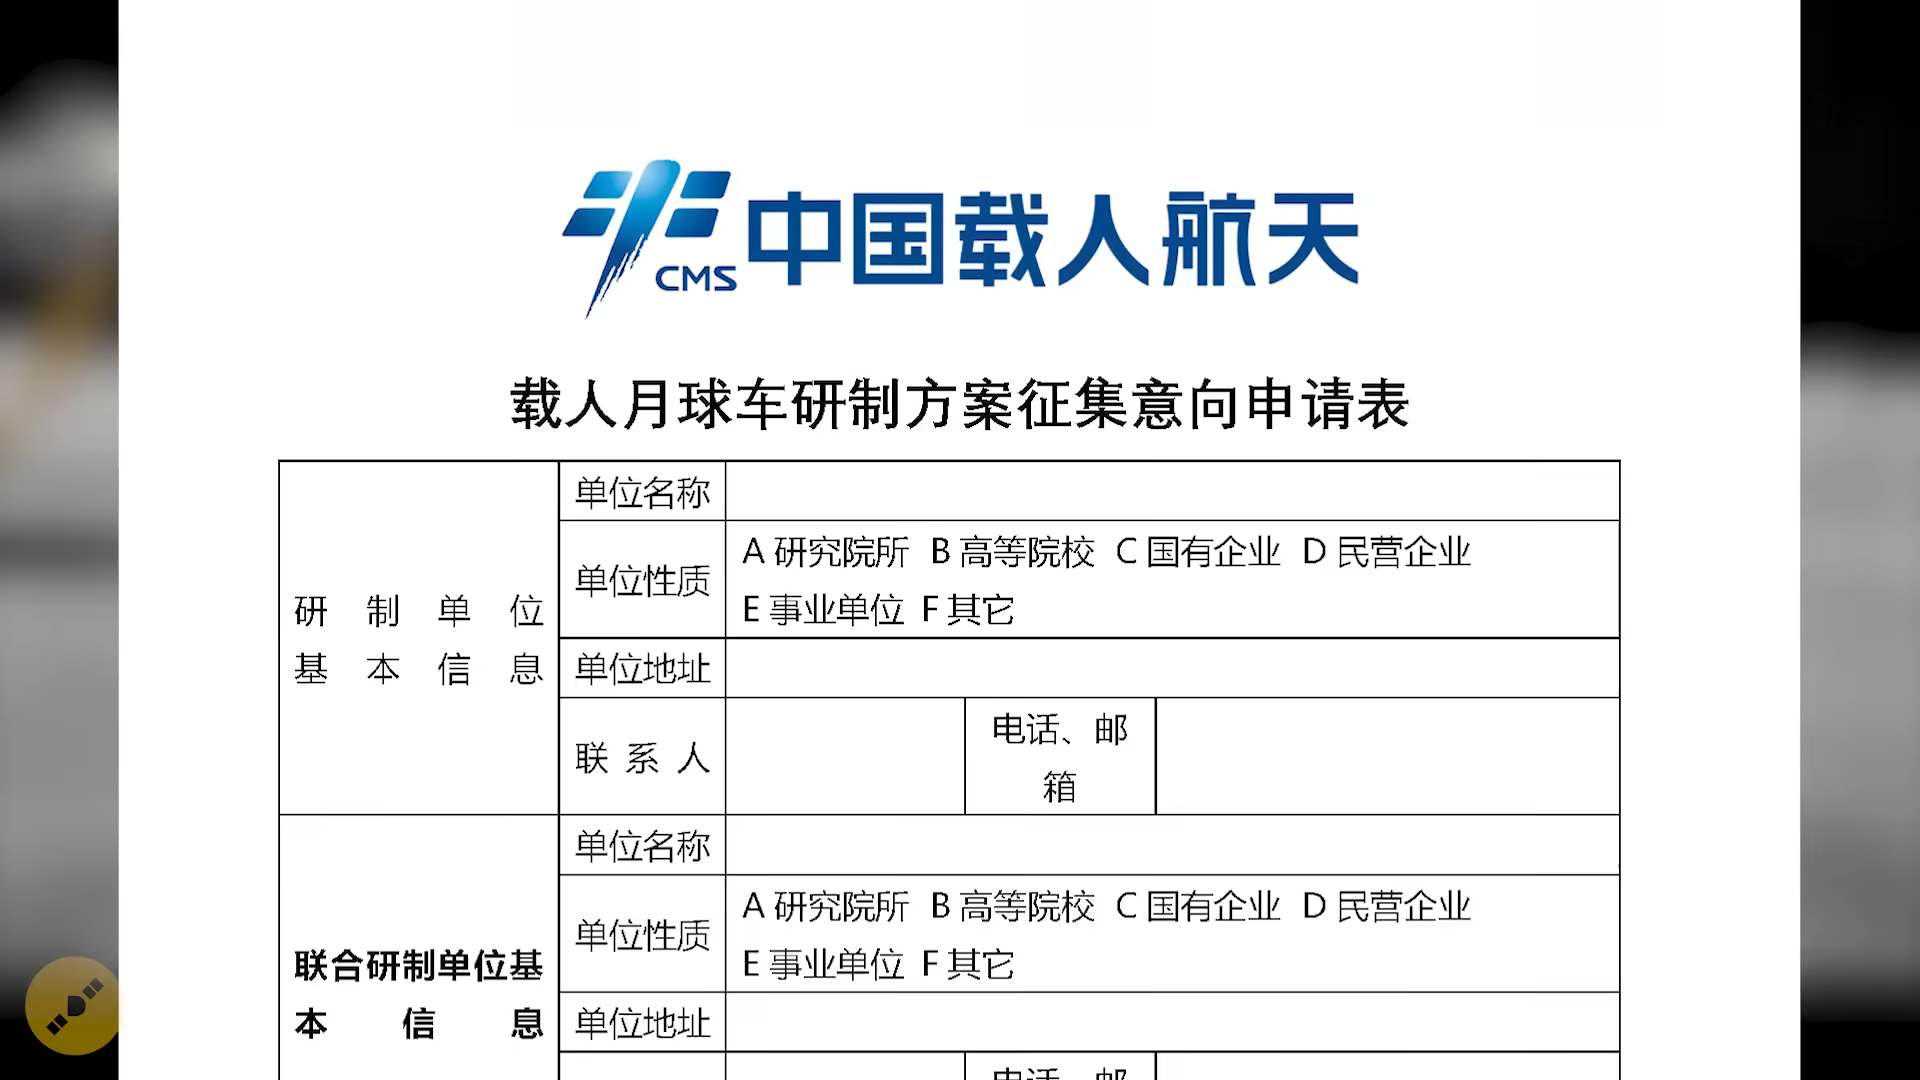 CMS 中国载人航天
载人月球车研制方案征集意向申请表
研制单位
基本信息
单位名称
单位性质
A 研究院所 B 高等院校 C 国有企业 D 民营企业
E 事业单位 F 其它
单位地址
联系人
电话、邮
箱
联合研制单位基
本信息
单位名称
单位性质
A 研究院所 B 高等院校 C 国有企业 D 民营企业
E 事业单位 F 其它
单位地址
电话、邮